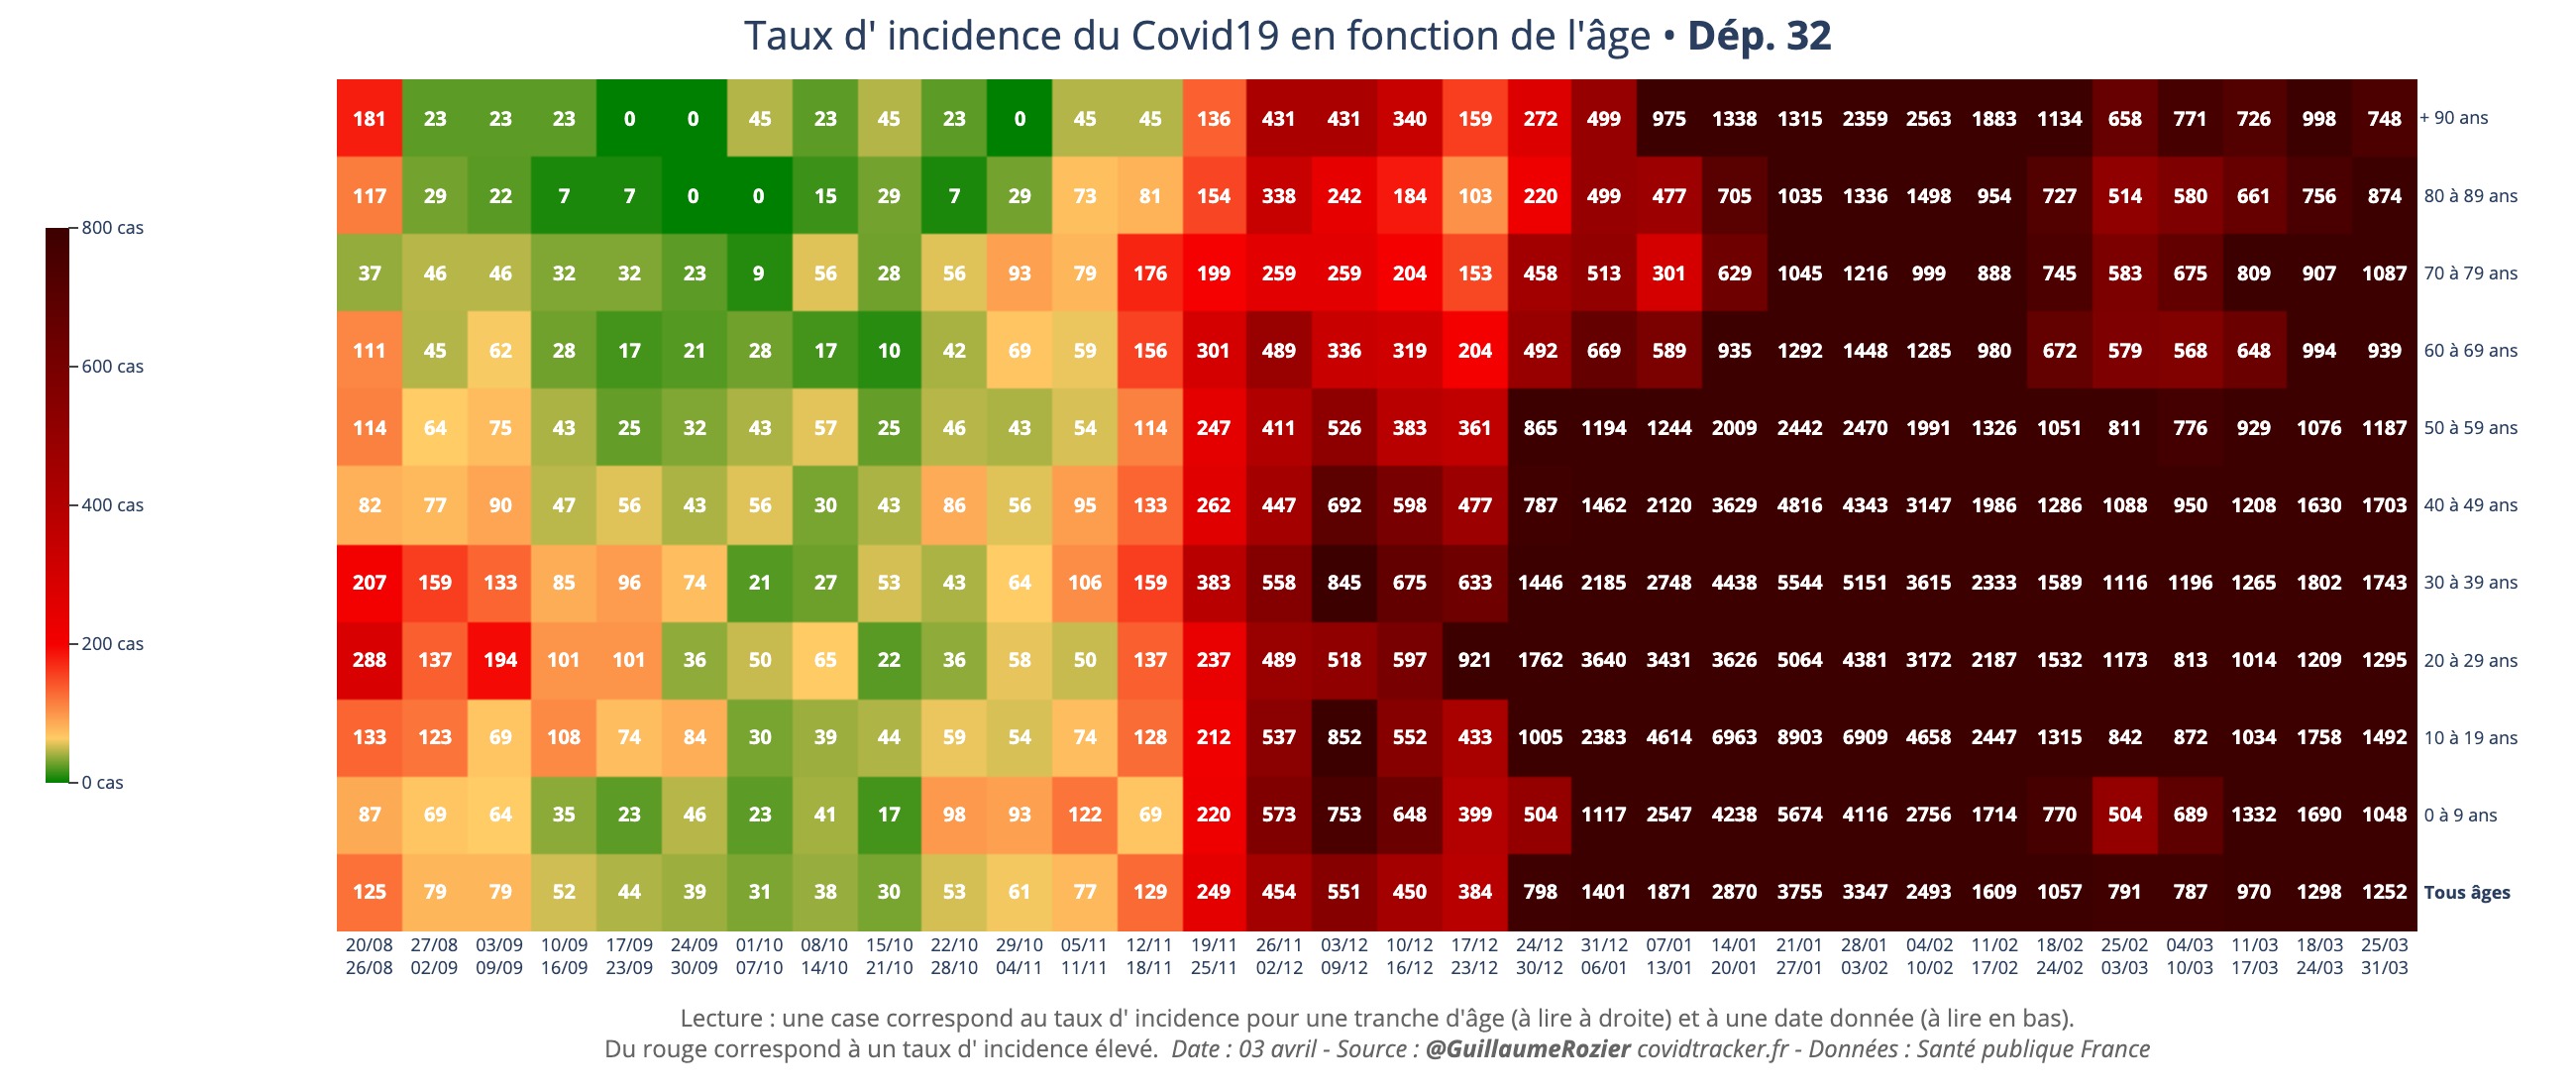 Taux d' incidence du Covid19 en fonction de l'âge • Dép. 32
181 23 23 23 0 0 45 23 45 23 0 45 45 136 431 431 340 159 272 499 975 1338 1315 2359 2563 1883 1134 658 771 726 998 748 + 90 ans
117 29 22 7 7 0 0 15 29 7 29 73 81 154 338 242 184 103 220 499 477 705 1035 1336 1498 954 727 514 580 661 756 874 80 à 89 ans
800 cas
37 46 46 32 32 23 9 56 28 56 93 79 176 199 259 259 204 153 458 513 301 629 1045 1216 999 888 745 583 675 809 907 1087 70 à 79 ans
111 45 62 28 17 21 28 17 10 42 69 59 156 301 489 336 319 204 492 669 589 935 1292 1448 1285 980 672 579 568 648 994 939 60 à 69 ans
600 cas
114 64 75 43 25 32 43 57 25 46 43 54 114 247 411 526 383 361 865 1194 1244 2009 2442 2470 1991 1326 1051 811 776 929 1076 1187 50 à 59 ans
400 cas
82 77 90 47 56 43 56 30 43 86 56 95 133 262 447 692 598 477 787 1462 2120 3629 4816 4343 3147 1986 1286 1088 950 1208 1630 1703 40 à 49 ans
207 159 133 85 96 74 21 27 53 43 64 106 159 383 558 845 675 633 1446 2185 2748 4438 5544 5151 3615 2333 1589 1116 1196 1265 1802 1743 30 à 39 ans
200 cas
288 137 194 101 101 36 50 65 22 36 58 50 137 237 489 518 597 921 1762 3640 3431 3626 5064 4381 3172 2187 1532 1173 813 1014 1209 1295 20 à 29 ans
133 123 69 108 74 84 30 39 44 59 54 74 128 212 537 852 552 433 1005 2383 4614 6963 8903 6909 4658 2447 1315 842 872 1034 1758 1492 10 à 19 ans
0 cas
87 69 64 35 23 46 23 41 17 98 93 122 69 220 573 753 648 399 504 1117 2547 4238 5674 4116 2756 1714 770 504 689 1332 1690 1048 0 à 9 ans
125 79 79 52 44 39 31 38 30 53 61 77 129 249 454 551 450 384 798 1401 1871 2870 3755 3347 2493 1609 1057 791 787 970 1298 1252 Tous âges
20/08 27/08 03/09 10/09 17/09 24/09 01/10 08/10 15/10 22/10 29/10 05/11 12/11 19/11 26/11 03/12 10/12 17/12 24/12 31/12 07/01 14/01 21/01 28/01 04/02 11/02 18/02 25/02 04/03 11/03 18/03 25/03
26/08 02/09 09/09 16/09 23/09 30/09 07/10 14/10 21/10 28/10 04/11 11/11 18/11 25/11 02/12 09/12 16/12 23/12 30/12 06/01 13/01 20/01 27/01 03/02 10/02 17/02 24/02 03/03 10/03 17/03 24/03 31/03
Lecture : une case correspond au taux d' incidence pour une tranche d'âge (à lire à droite) et à une date donnée (à lire en bas).
Du rouge correspond à un taux d' incidence élevé. Date : 03 avril - Source : @GuillaumeRozier covidtracker.fr - Données : Santé publique France